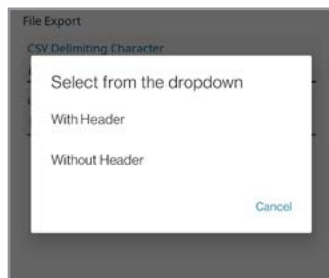 File Export
CSV Delimiting Character
Select from the dropdown
With Header
Without Header
Cancel